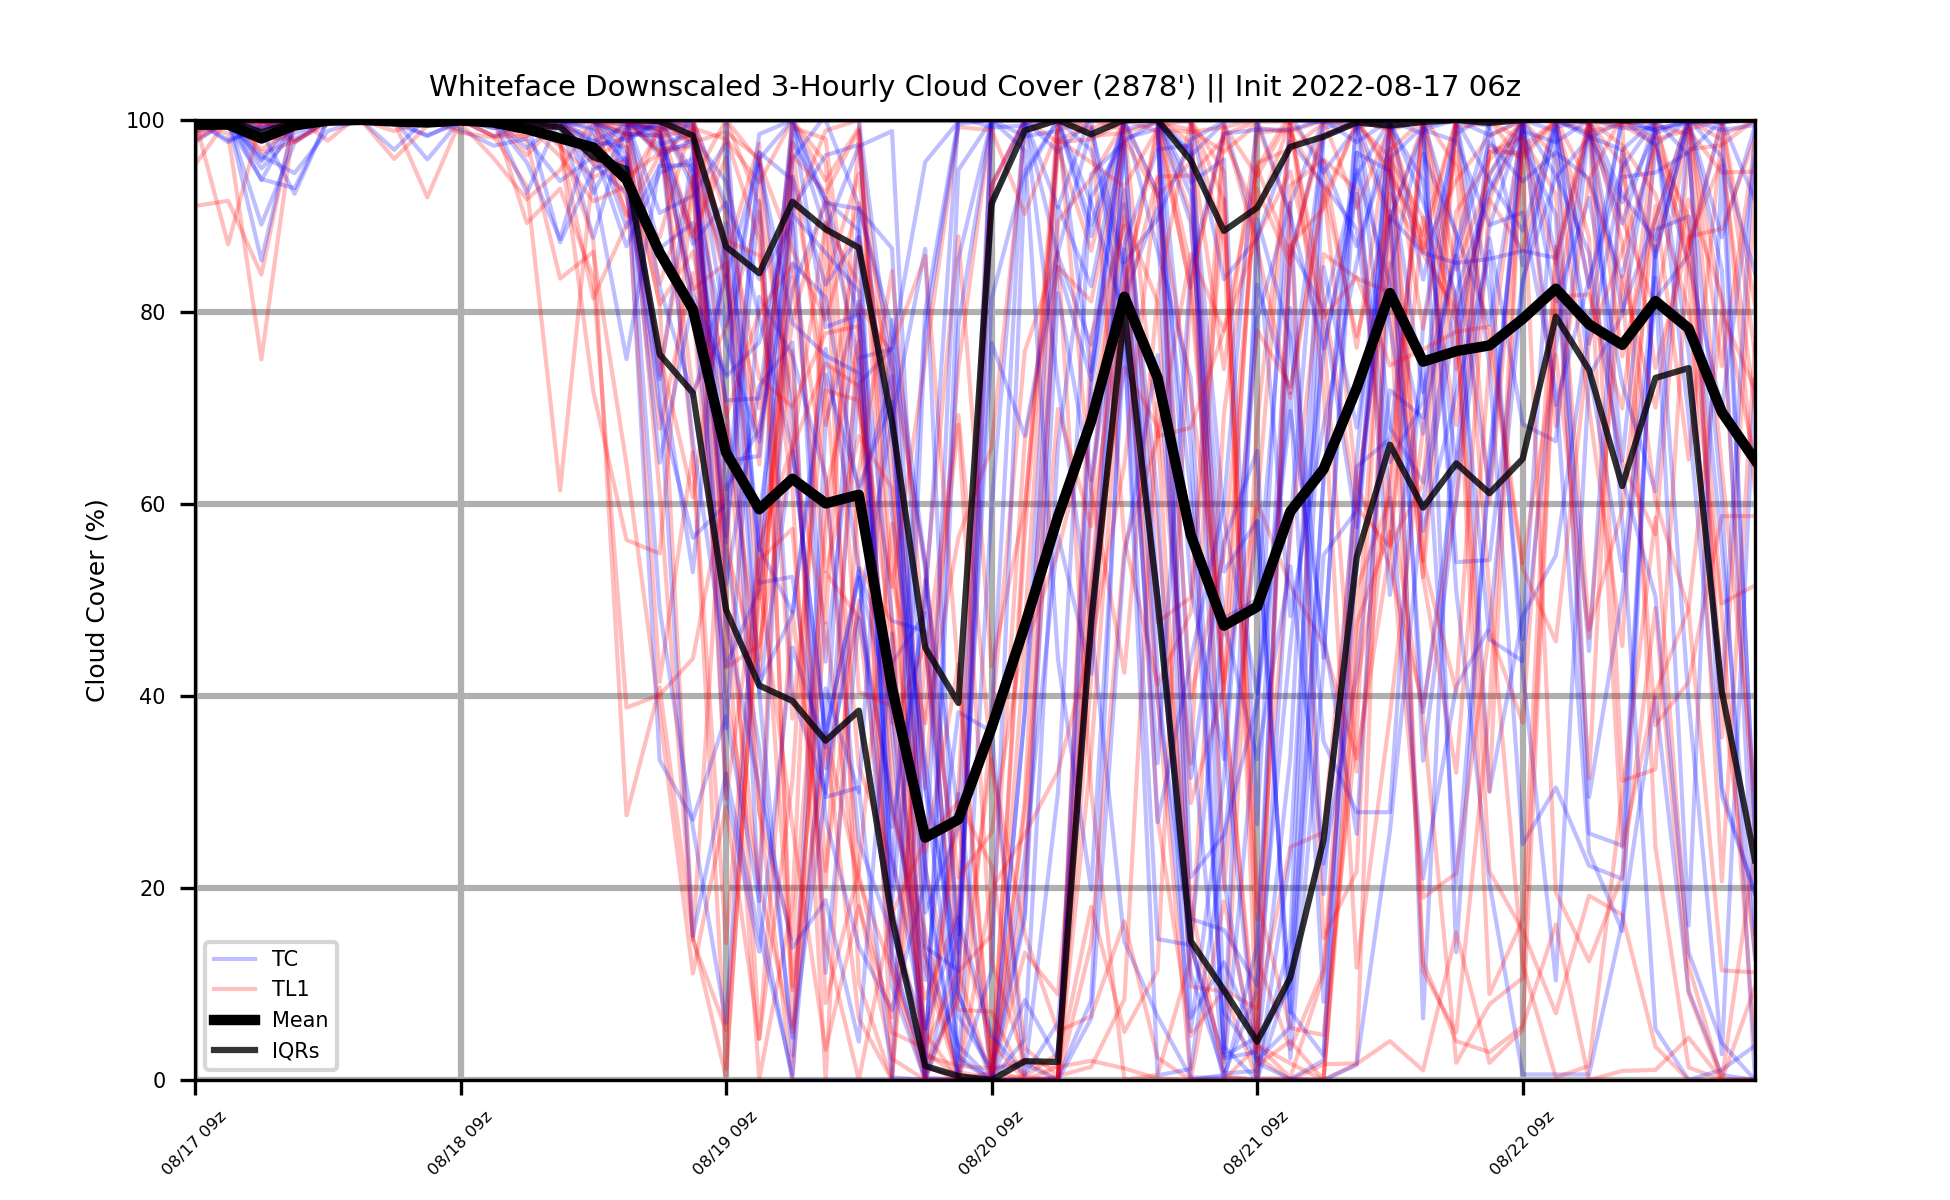 Whiteface Downscaled 3-Hourly Cloud Cover (2878') || Init 2022-08-17 06z
Cloud Cover (%)
100
80
60
40
20
0
TC
TL1
Mean
IQRs
08/17 09z
08/18 09z
08/19 09z
08/20 09z
08/21 09z
08/22 09z